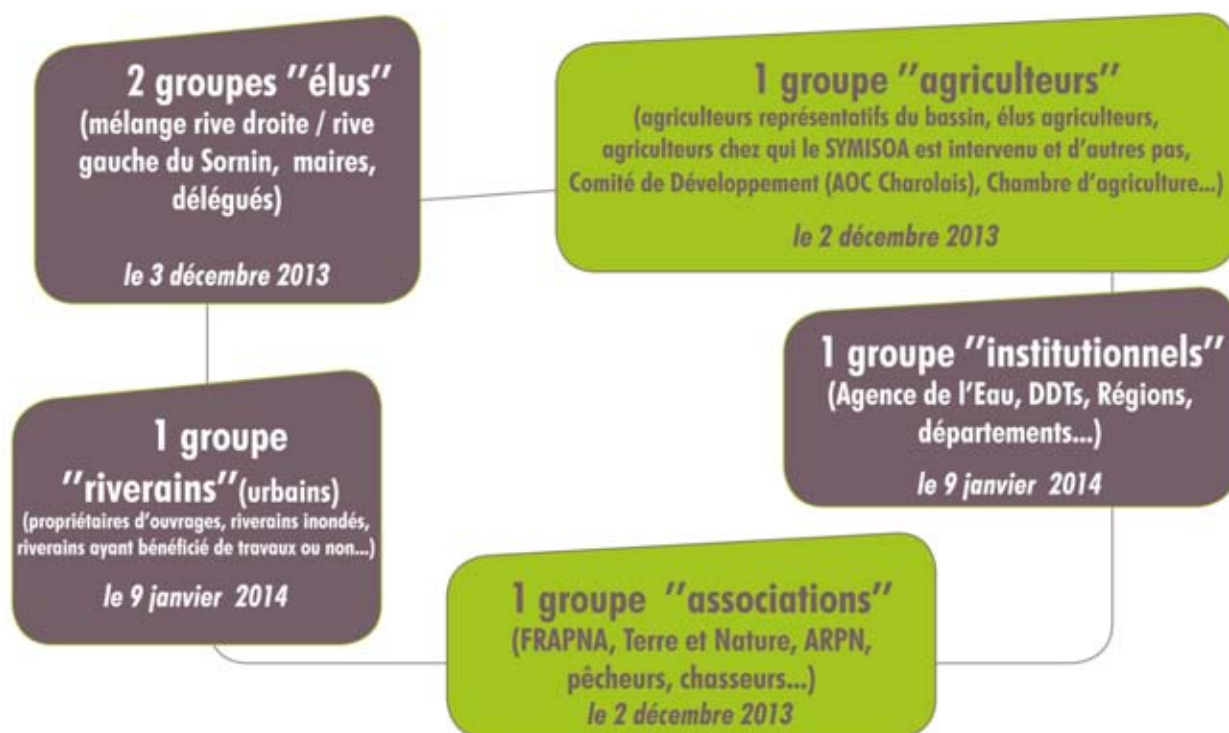 2 groupes "élus"
(mélange rive droite / rive
gauche du Sornin, maires,
délégués)
le 3 décembre 2013
1 groupe "agriculteurs"
(agriculteurs représentatifs du bassin, élus agriculteurs,
agriculteurs chez qui le SYMISOA est intervenu et d'autres pas,
Comité de Développement (AOC Charolais), Chambre d'agriculture...)
le 2 décembre 2013
1 groupe "institutionnels"
(Agence de l'Eau, DDTs, Régions,
départements...)
le 9 janvier 2014
1 groupe
"riverains"(urbains)
(propriétaires d'ouvrages, riverains inondés,
riverains ayant bénéficié de travaux ou non...)
le 9 janvier 2014
1 groupe "associations"
(FRAPNA, Terre et Nature, ARPN,
pêcheurs, chasseurs...)
le 2 décembre 2013